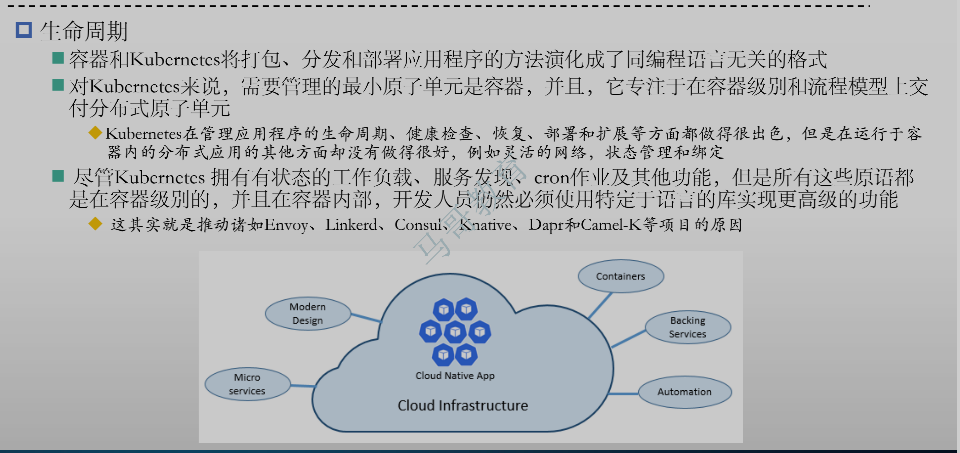 生命周期
容器和Kubernetes将打包、分发和部署应用程序的方法演化成了同编程语言无关的格式
对Kubernetes来说，需要管理的最小原子单元是容器，并且，它专注于在容器级别和流程模型上交
付分布式原子单元
Kubernetes在管理应用程序的生命周期、健康检查、恢复、部署和扩展等方面都做得很出色，但是在运行于容
器内的分布式应用的其他方面却没有做得很好，例如灵活的网络，状态管理和绑定
尽管Kubernetes 拥有有状态的工作负载、服务发现、cron作业及其他功能，但是所有这些原语都
是在容器级别的，并且在容器内部，开发人员仍然必须使用特定于语言的库实现更高级的功能
这其实就是推动诸如Envoy、Linkerd、Consul、Knative、Dapr和Camel-K等项目的原因
马哥教育
Containers
Modern
Design
Backing
Services
Cloud Native App
Micro
services
Automation
Cloud Infrastructure